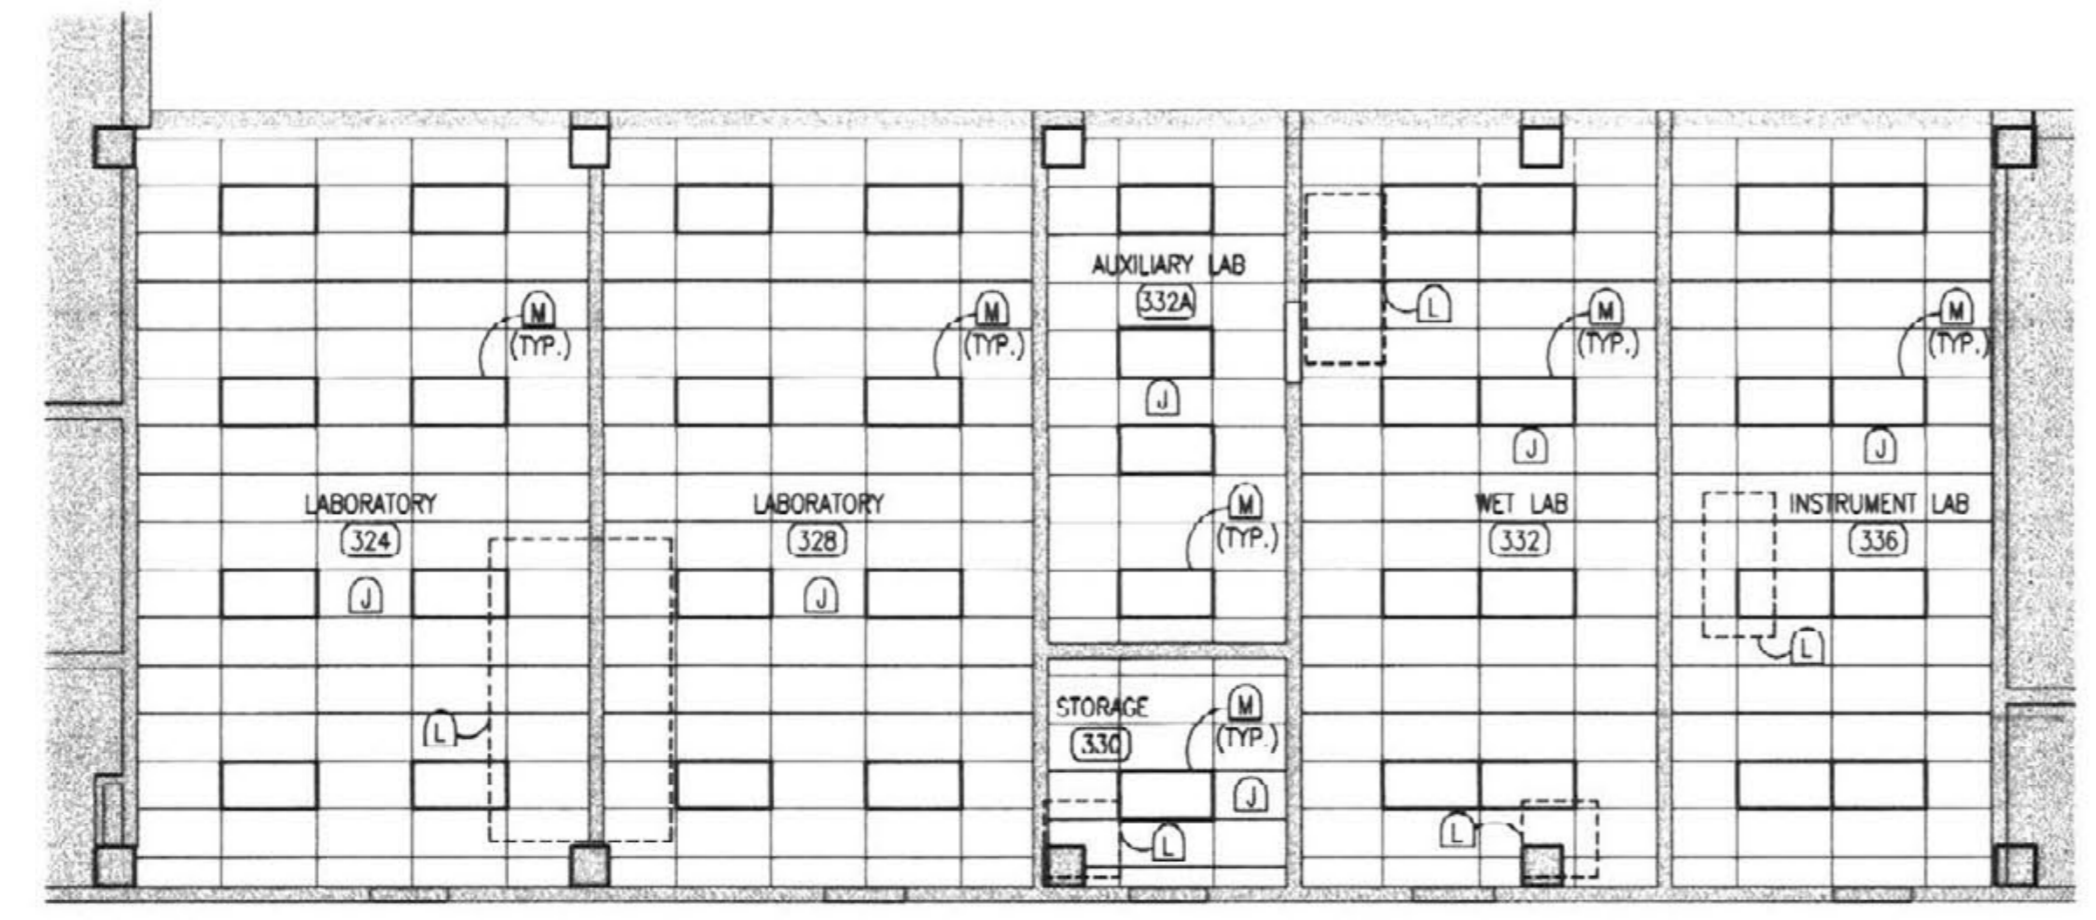 AUXILIARY LAB
332A
L
M
(TYP.)
M
(TYP.)
M
(TYP.)
M
(TYP.)
J
J
J
LABORATORY
324
LABORATORY
328
M
(TYP.)
WET LAB
332
INSTRUMENT LAB
336
J
J
L
STORAGE
330
M
(TYP.)
L
J
L
L